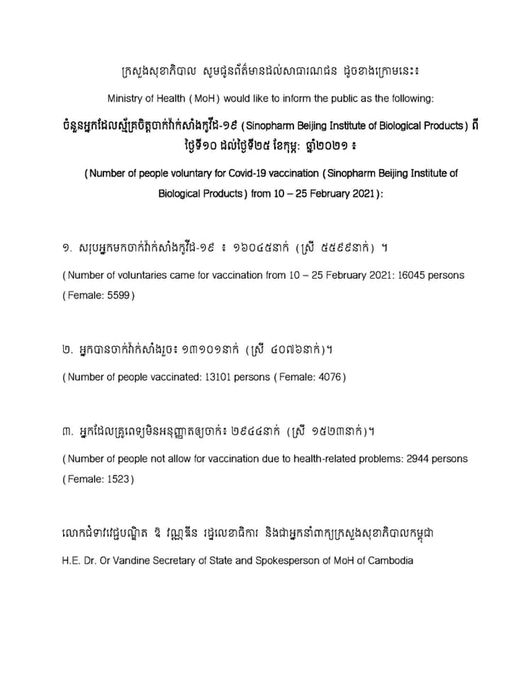 ក្រសួងសុខាភិបាល សូមជូនព័ត៌មានដល់សាធារណជន ដូចខាងក្រោមនេះ៖
Ministry of Health (MoH) would like to inform the public as the following:
ចំនួនអ្នកដែលស្ម័គ្រចិត្តចាក់វ៉ាក់សាំងកូវីដ-១៩ (Sinopharm Beijing Institute of Biological Products) ពី
ថ្ងៃទី១០ ដល់ថ្ងៃទី២៥ ខែកុម្ភៈ ឆ្នាំ២០២១ ៖
(Number of people voluntary for Covid-19 vaccination (Sinopharm Beijing Institute of
Biological Products) from 10 – 25 February 2021):
១. សរុបអ្នកមកចាក់វ៉ាក់សាំងកូវីដ-១៩ ៖ ១៦០៤៥នាក់ (ស្រី ៥៥៩៩នាក់) ។
(Number of voluntaries came for vaccination from 10 – 25 February 2021: 16045 persons
(Female: 5599)
២. អ្នកបានចាក់វ៉ាក់សាំងរួច៖ ១៣១០១នាក់ (ស្រី ៤០៧៦នាក់)។
(Number of people vaccinated: 13101 persons (Female: 4076)
៣. អ្នកដែលគ្រូពេទ្យមិនអនុញ្ញាតឲ្យចាក់៖ ២៩៤៤នាក់ (ស្រី ១៥២៣នាក់)។
(Number of people not allow for vaccination due to health-related problems: 2944 persons
(Female: 1523)
លោកជំទាវវេជ្ជបណ្ឌិត ឱ វណ្ណឌីន រដ្ឋលេខាធិការ និងជាអ្នកនាំពាក្យក្រសួងសុខាភិបាលកម្ពុជា
H.E. Dr. Or Vandine Secretary of State and Spokesperson of MoH of Cambodia